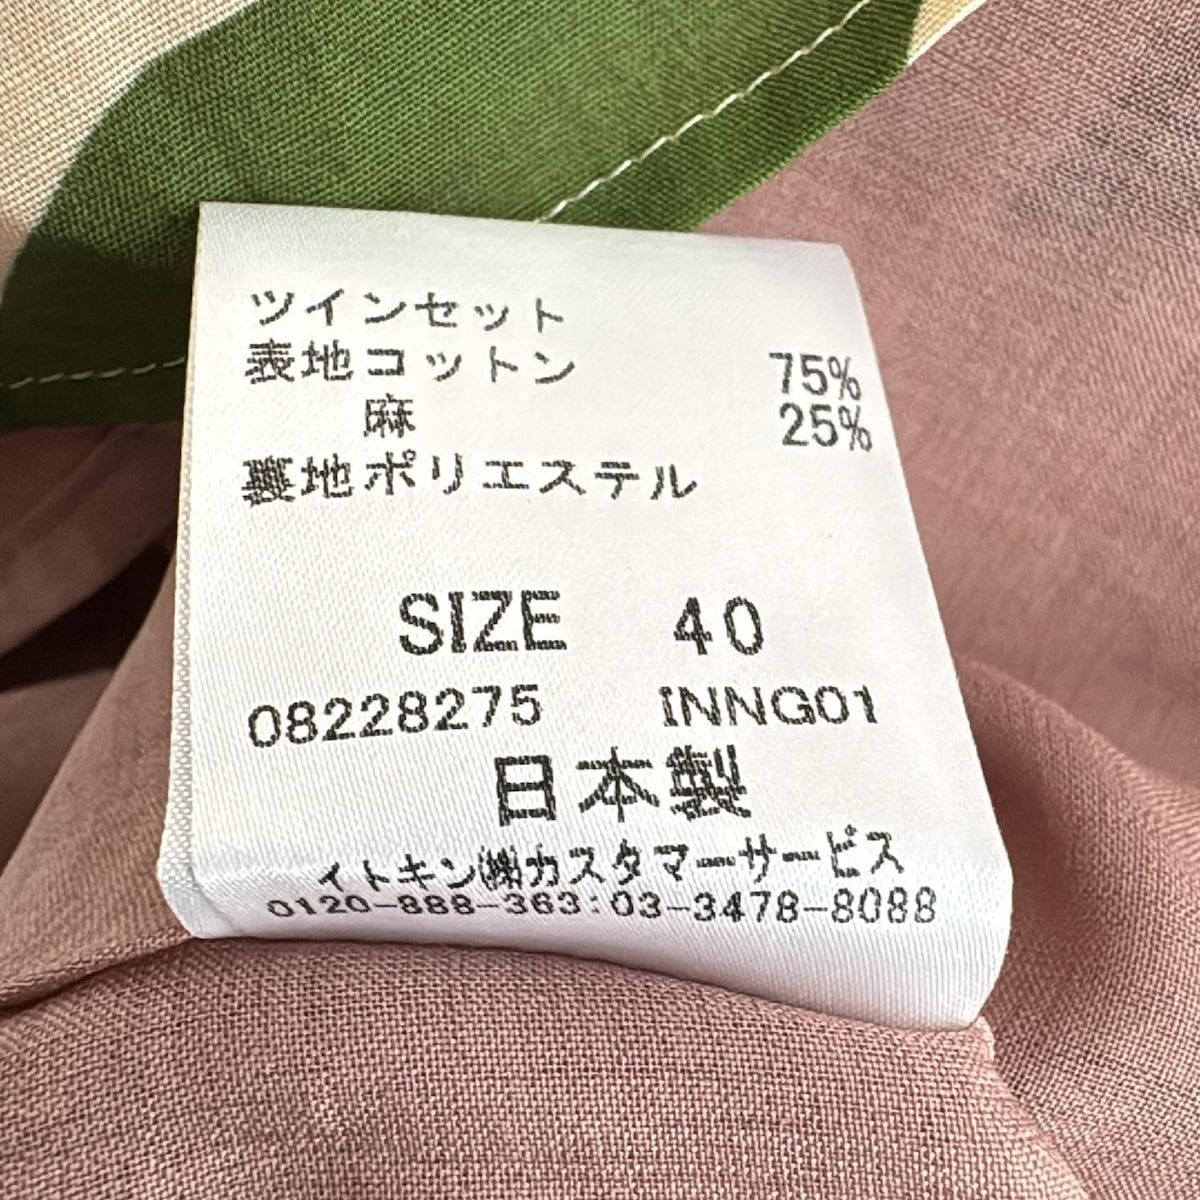 ツインセット
表地コットン 75%
麻 25%
裏地ポリエステル
SIZE 40
08228275 INNG01
日本製
イトキン㈱カスタマーサービス
0120-888-363:03-3478-8088